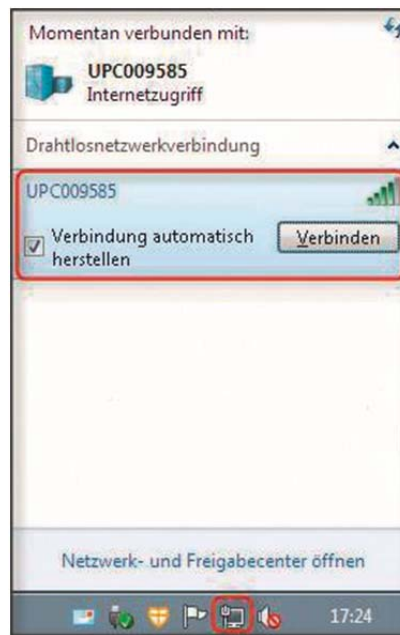 Momentan verbunden mit:
UPC009585
Internetzugriff
Drahtlosnetzwerkverbindung
UPC009585
Verbindung automatisch
herstellen
Verbinden
Netzwerk- und Freigabecenter öffnen
17:24